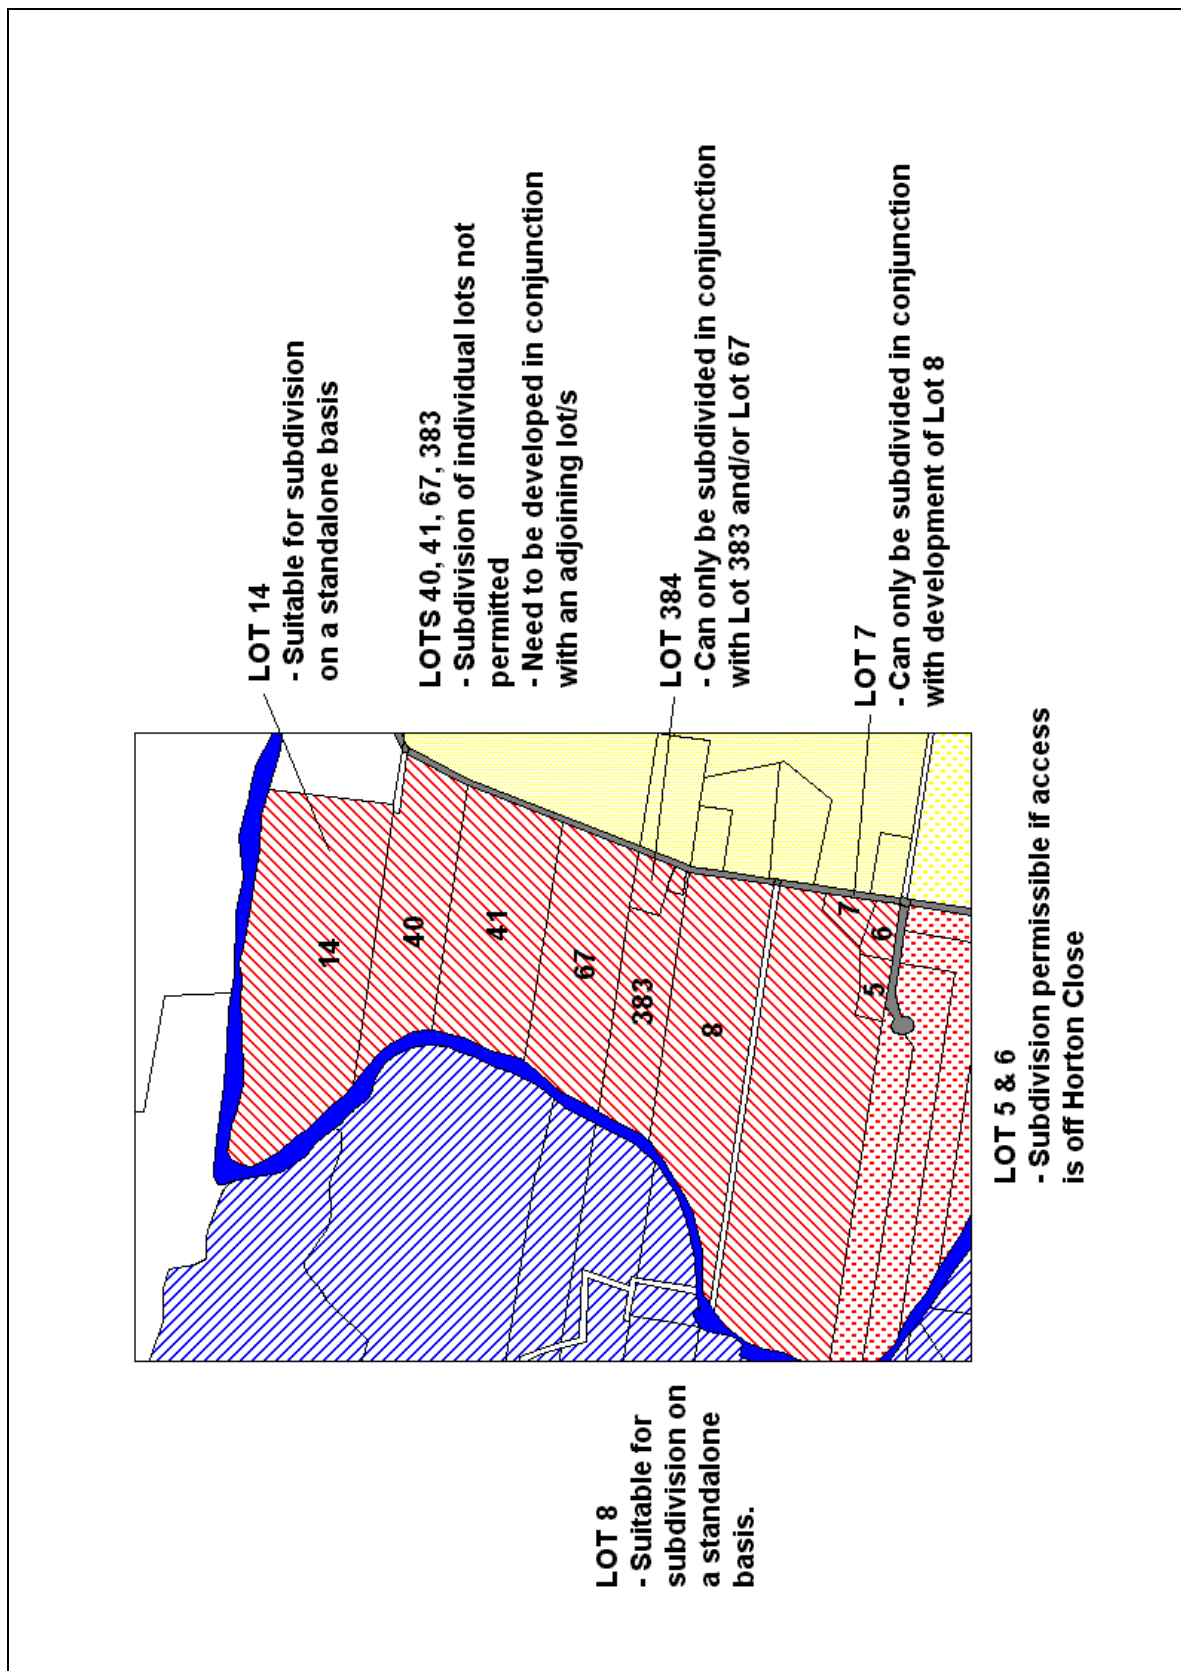 LOT 14
- Suitable for subdivision
on a standalone basis
LOTS 40, 41, 67, 383
- Subdivision of individual lots not
permitted
- Need to be developed in conjunction
with an adjoining lot/s
LOT 384
- Can only be subdivided in conjunction
with Lot 383 and/or Lot 67
LOT 7
- Can only be subdivided in conjunction
with development of Lot 8
14
40
41
67
383
8
7
6
5
LOT 5 & 6
- Subdivision permissible if access
is off Horton Close
LOT 8
- Suitable for
subdivision on
a standalone
basis.